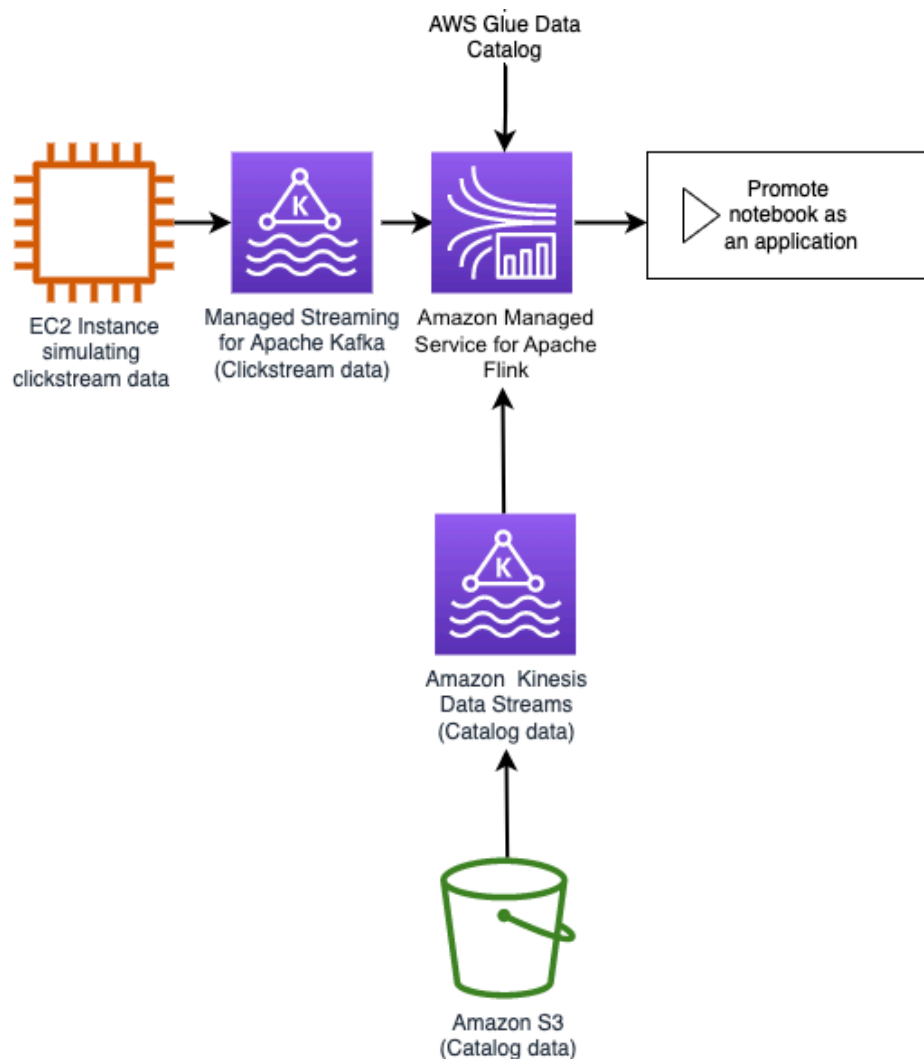 AWS Glue Data
Catalog
K
Promote
notebook as
an application
EC2 Instance
simulating
clickstream data
Managed Streaming
for Apache Kafka
(Clickstream data)
Amazon Managed
Service for Apache
Flink
K
Amazon Kinesis
Data Streams
(Catalog data)
Amazon S3
(Catalog data)